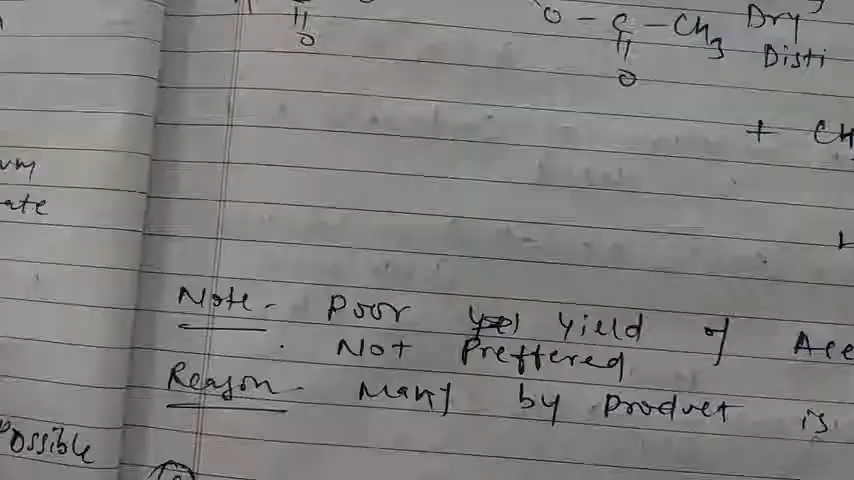 O - C - CH3 Dry
|| Disti
O
||
O
+ CH
ate
Note - Poor Yield of Ace
Not Preffered
Reason - Many by product is
Possible